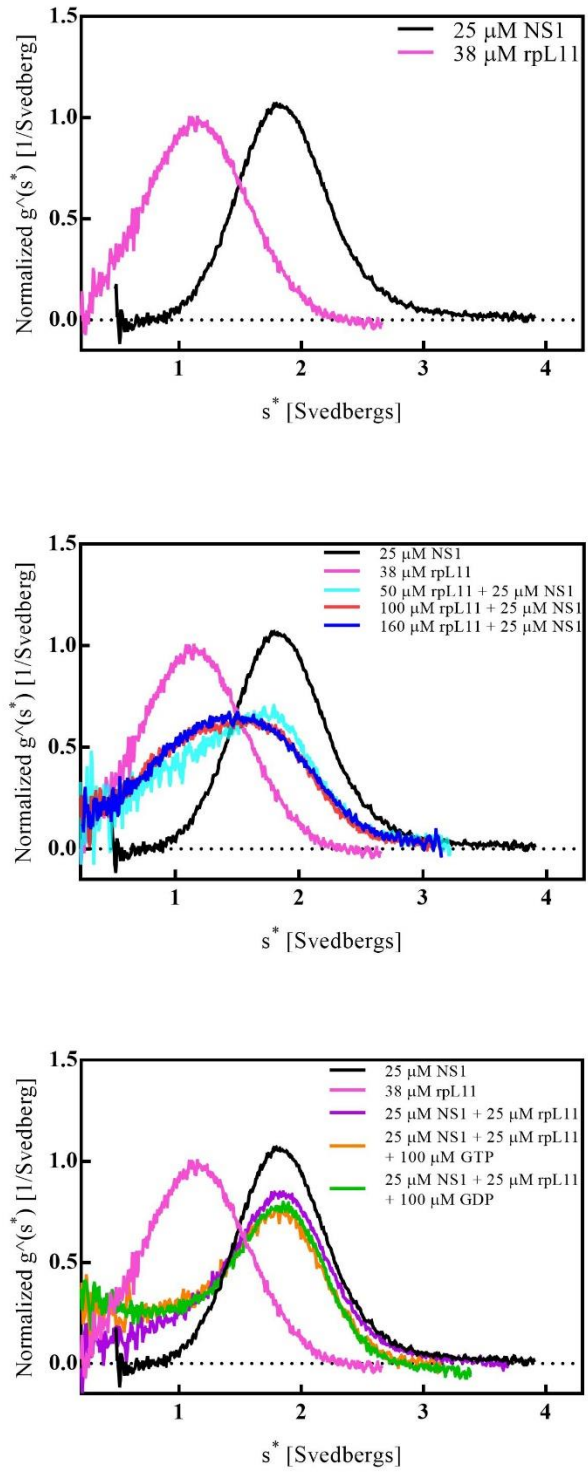 25 μM NS1
38 μM rpL11
Normalized g^(s*) [1/Svedberg]
1.5
1.0
0.5
0.0
1 2 3 4
s* [Svedbergs]
25 μM NS1
38 μM rpL11
50 μM rpL11 + 25 μM NS1
100 μM rpL11 + 25 μM NS1
160 μM rpL11 + 25 μM NS1
Normalized g^(s*) [1/Svedberg]
1.5
1.0
0.5
0.0
1 2 3 4
s* [Svedbergs]
25 μM NS1
38 μM rpL11
25 μM NS1 + 25 μM rpL11
25 μM NS1 + 25 μM rpL11
+ 100 μM GTP
25 μM NS1 + 25 μM rpL11
+ 100 μM GDP
Normalized g^(s*) [1/Svedberg]
1.5
1.0
0.5
0.0
1 2 3 4
s* [Svedbergs]